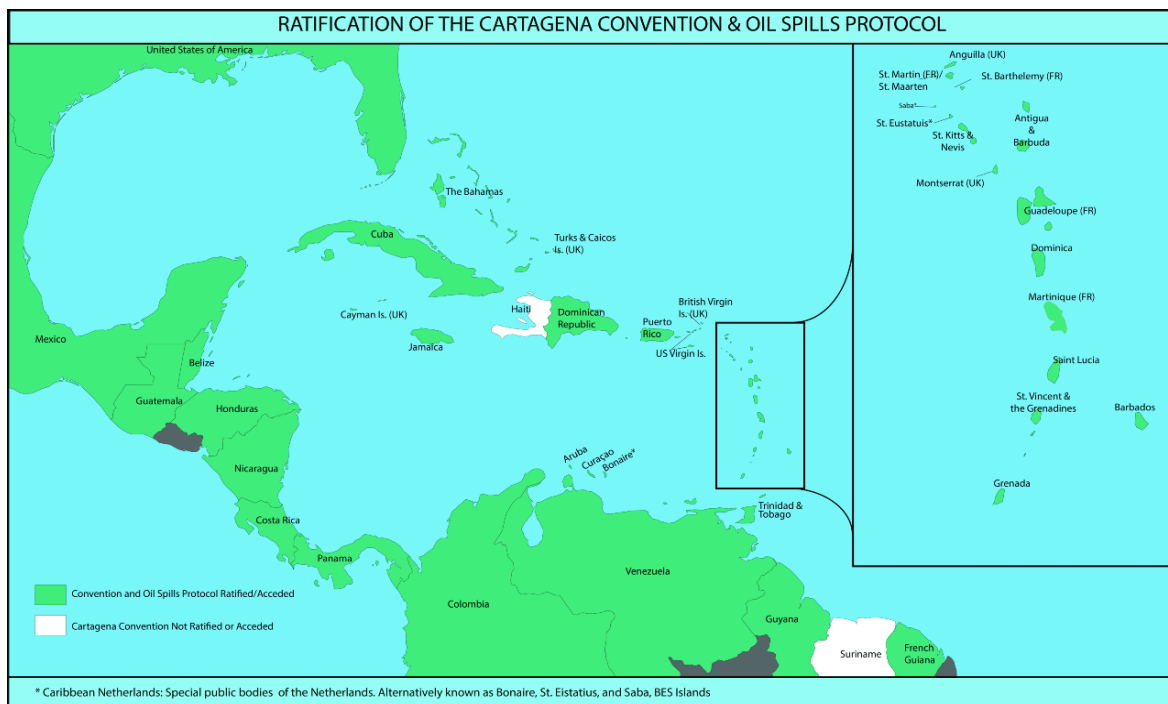 RATIFICATION OF THE CARTAGENA CONVENTION & OIL SPILLS PROTOCOL
United States of America
The Bahamas
Cuba
Turks & Caicos
Is. (UK)
Cayman Is. (UK)
Jamaica
Haiti
Dominican
Republic
Puerto
Rico
British Virgin
Is. (UK)
US Virgin Is.
Mexico
Belize
Guatemala
Honduras
Nicaragua
Costa Rica
Panama
Aruba
Curaçao
Bonaire*
Trinidad &
Tobago
Venezuela
Colombia
Guyana
Suriname
French
Guiana
Anguilla (UK)
St. Martin (FR)/
St. Maarten
St. Barthelemy (FR)
Saba*
St. Eustatuis*
St. Kitts &
Nevis
Antigua
&
Barbuda
Montserrat (UK)
Guadeloupe (FR)
Dominica
Martinique (FR)
Saint Lucia
St. Vincent &
the Grenadines
Barbados
Grenada
Convention and Oil Spills Protocol Ratified/Acceded
Cartagena Convention Not Ratified or Acceded
* Caribbean Netherlands: Special public bodies of the Netherlands. Alternatively known as Bonaire, St. Eistatius, and Saba, BES Islands